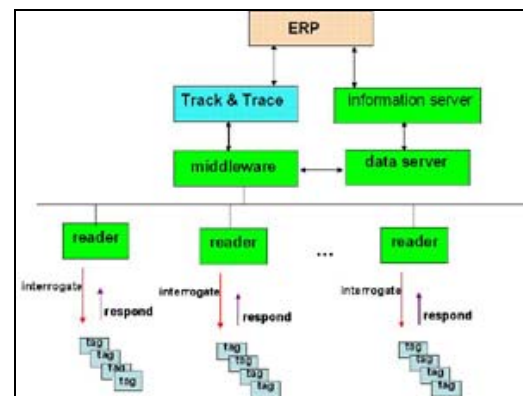 ERP
Track & Trace
information server
middleware
data server
reader
reader
...
reader
interrogate
respond
interrogate
respond
interrogate
respond
tag
tag
tag
tag
tag
tag
tag
tag
tag
tag
tag
tag